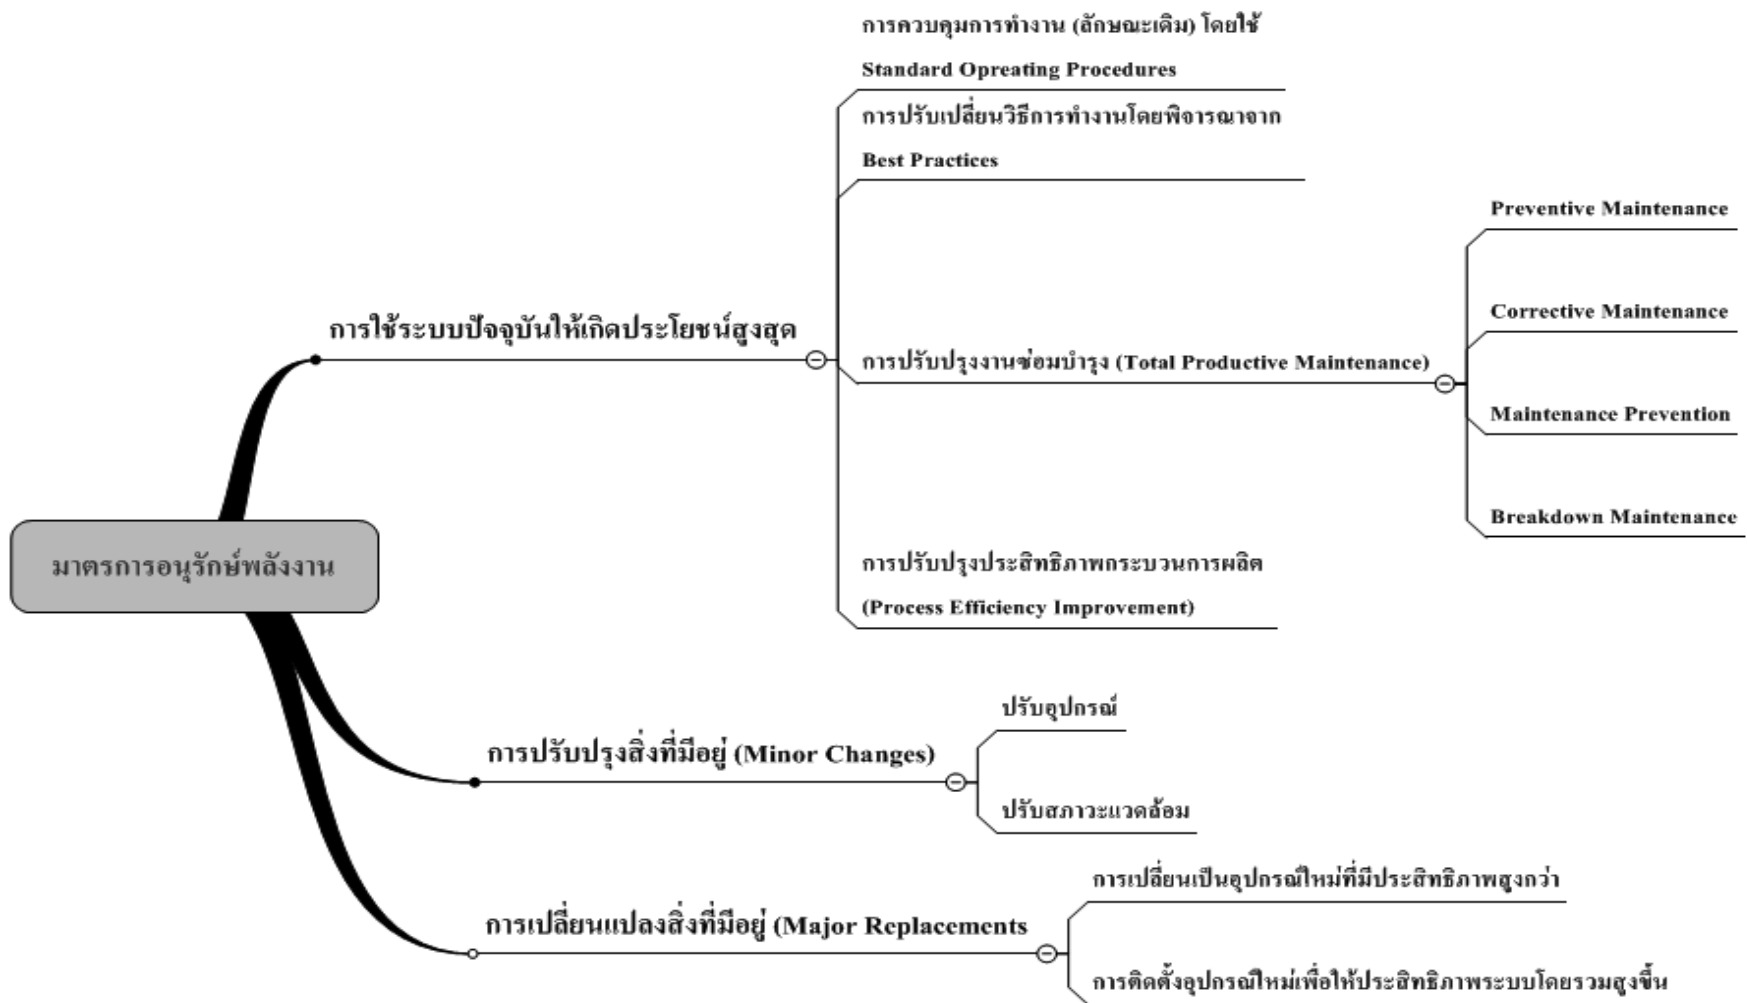 การควบคุมการทำงาน (ลักษณะเดิม) โดยใช้
Standard Opreating Procedures
การปรับเปลี่ยนวิธีการทำงานโดยพิจารณาจาก
Best Practices
Preventive Maintenance
Corrective Maintenance
การใช้ระบบปัจจุบันให้เกิดประโยชน์สูงสุด
การปรับปรุงงานซ่อมบำรุง (Total Productive Maintenance)
Maintenance Prevention
Breakdown Maintenance
มาตรการอนุรักษ์พลังงาน
การปรับปรุงประสิทธิภาพกระบวนการผลิต
(Process Efficiency Improvement)
ปรับอุปกรณ์
การปรับปรุงสิ่งที่มีอยู่ (Minor Changes)
ปรับสภาวะแวดล้อม
การเปลี่ยนเป็นอุปกรณ์ใหม่ที่มีประสิทธิภาพสูงกว่า
การเปลี่ยนแปลงสิ่งที่มีอยู่ (Major Replacements
การติดตั้งอุปกรณ์ใหม่เพื่อให้ประสิทธิภาพระบบโดยรวมสูงขึ้น